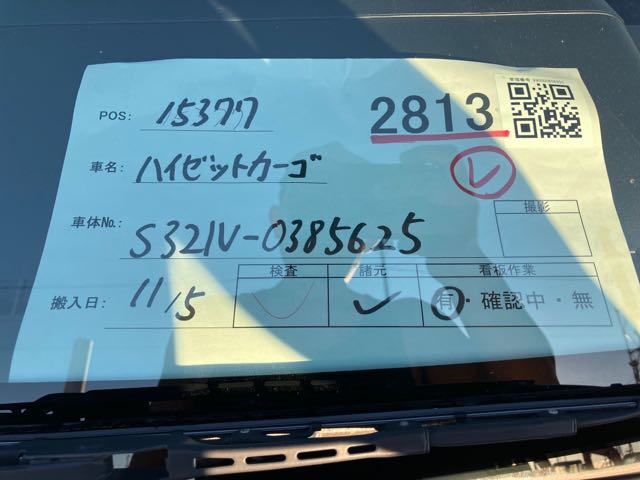 POS: 15377 2813
車名: ハイゼットカーゴ
車体No.: S321V-0385625
撮影
搬入日: 11/5
検査 諸元 看板作業
有・確認中・無